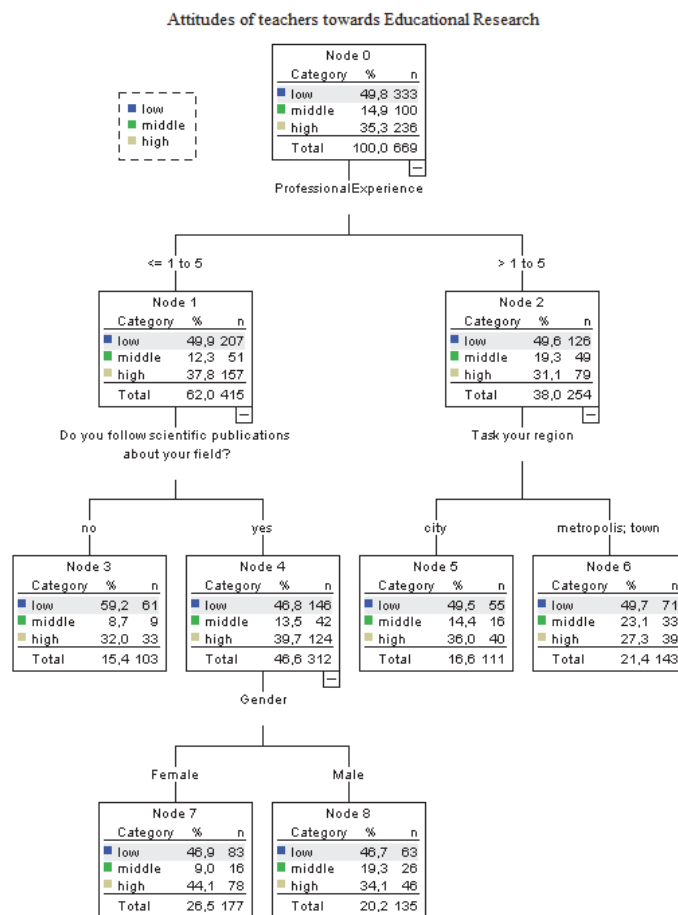 Attitudes of teachers towards Educational Research
low
middle
high
Node 0
Category % n
low 49,8 333
middle 14,9 100
high 35,3 236
Total 100,0 669
ProfessionalExperience
<= 1 to 5
> 1 to 5
Node 1
Category % n
low 49,9 207
middle 12,3 51
high 37,8 157
Total 62,0 415
Node 2
Category % n
low 49,6 126
middle 19,3 49
high 31,1 79
Total 38,0 254
Do you follow scientific publications
about your field?
Task your region
no
yes
city
metropolis; town
Node 3
Category % n
low 59,2 61
middle 8,7 9
high 32,0 33
Total 15,4 103
Node 4
Category % n
low 46,8 146
middle 13,5 42
high 39,7 124
Total 46,6 312
Node 5
Category % n
low 49,5 55
middle 14,4 16
high 36,0 40
Total 16,6 111
Node 6
Category % n
low 49,7 71
middle 23,1 33
high 27,3 39
Total 21,4 143
Gender
Female
Male
Node 7
Category % n
low 46,9 83
middle 9,0 16
high 44,1 78
Total 26,5 177
Node 8
Category % n
low 46,7 63
middle 19,3 26
high 34,1 46
Total 20,2 135